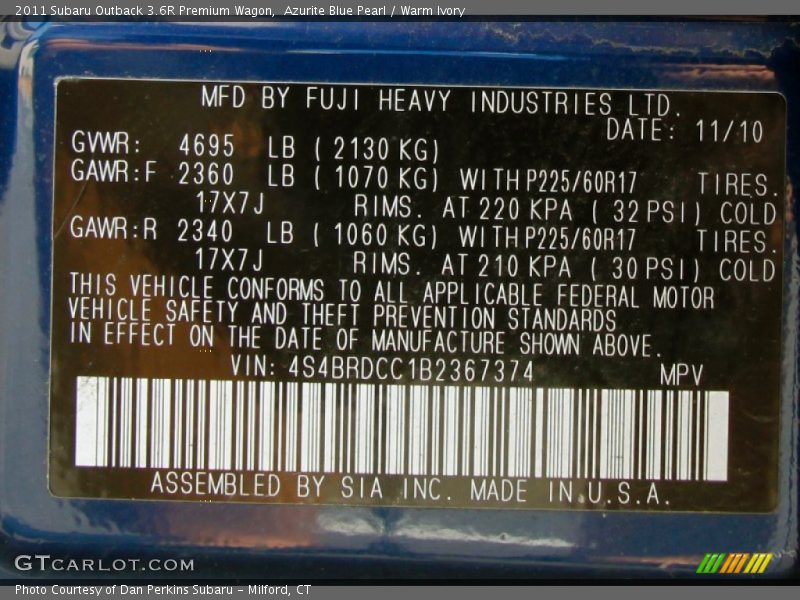 2011 Subaru Outback 3.6R Premium Wagon,  Azurite Blue Pearl / Warm Ivory
MFD BY FUJI HEAVY INDUSTRIES LTD.
DATE: 11/10
GVWR: 4695 LB ( 2130 KG)
GAWR:F 2360 LB ( 1070 KG) WITH P225/60R17 TIRES.
17X7J RIMS. AT 220 KPA ( 32 PSI) COLD
GAWR:R 2340 LB ( 1060 KG) WITH P225/60R17 TIRES.
17X7J RIMS. AT 210 KPA ( 30 PSI) COLD
THIS VEHICLE CONFORMS TO ALL APPLICABLE FEDERAL MOTOR
VEHICLE SAFETY AND THEFT PREVENTION STANDARDS
IN EFFECT ON THE DATE OF MANUFACTURE SHOWN ABOVE.
VIN: 4S4BRDCC1B2367374 MPV
ASSEMBLED BY SIA INC. MADE IN U.S.A.
GTCARLOT.COM
Photo Courtesy of Dan Perkins Subaru - Milford, CT